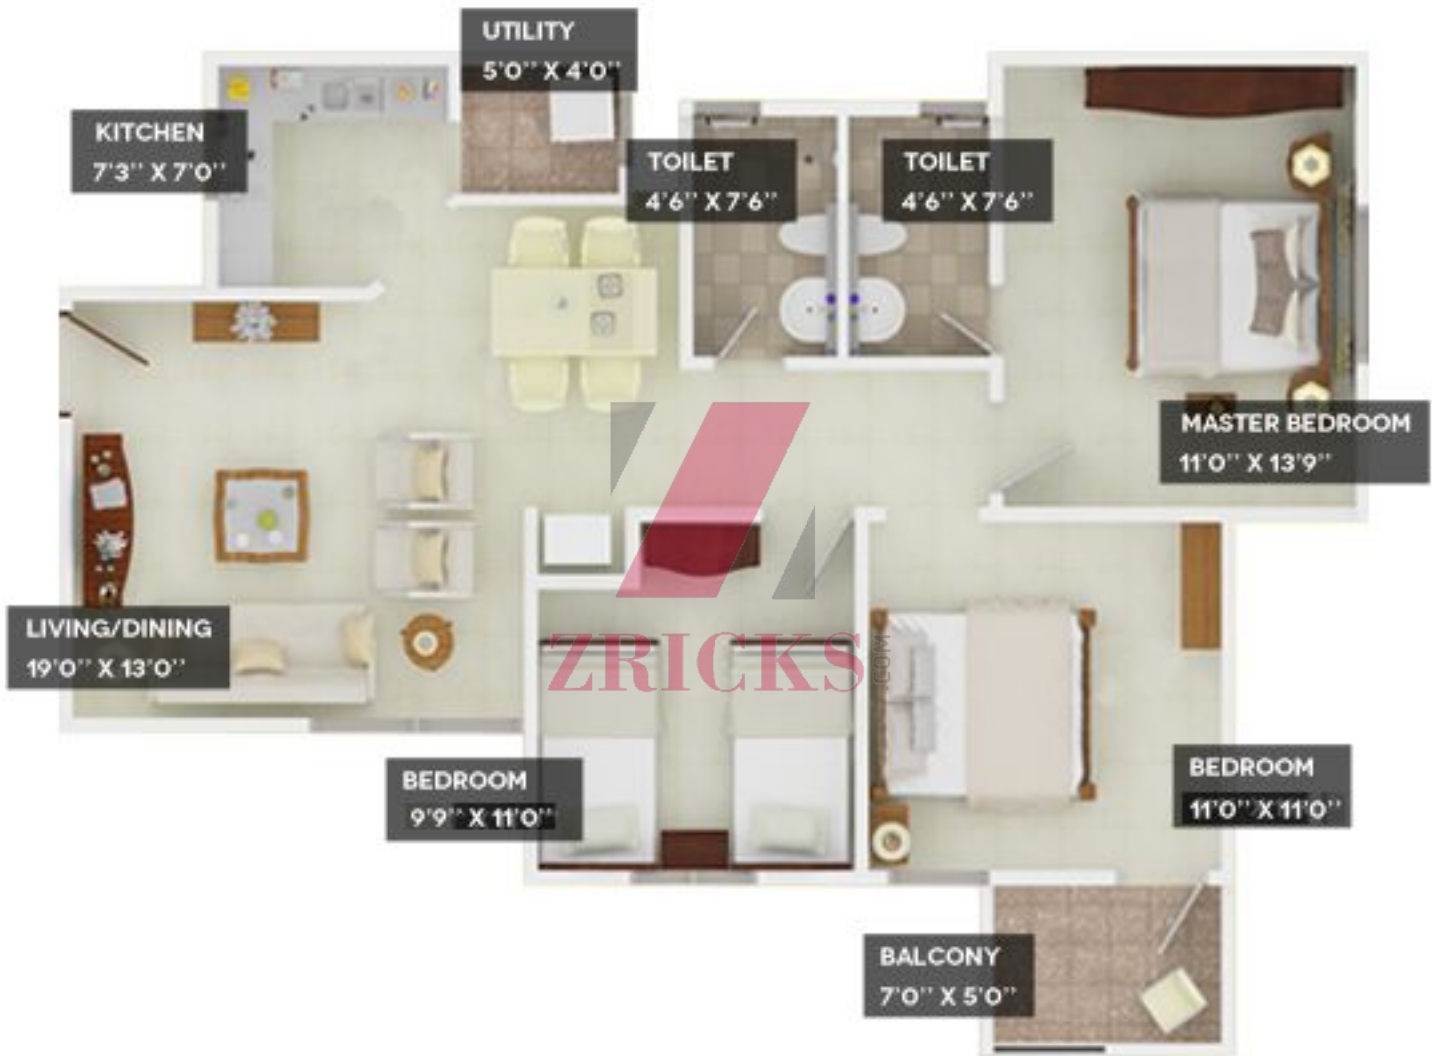 UTILITY
5'0'' X 4'0''
KITCHEN
7'3'' X 7'0''
TOILET
4'6'' X 7'6''
TOILET
4'6'' X 7'6''
MASTER BEDROOM
11'0'' X 13'9''
LIVING/DINING
19'0'' X 13'0''
ZRICKS
.COM
BEDROOM
9'9'' X 11'0''
BEDROOM
11'0'' X 11'0''
BALCONY
7'0'' X 5'0''